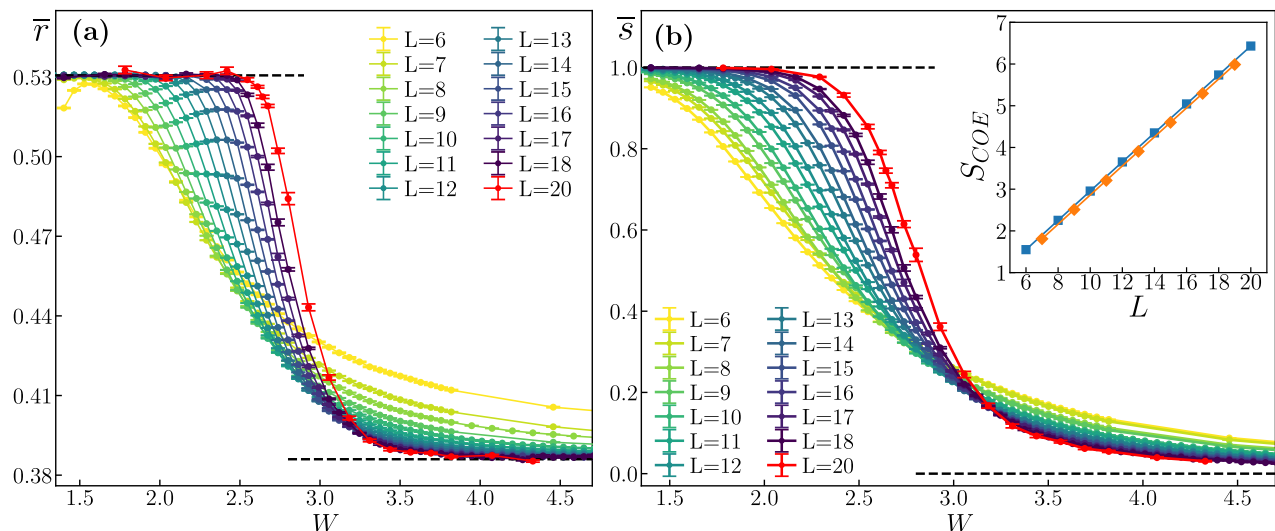 r̅
(a)
L=6
L=7
L=8
L=9
L=10
L=11
L=12
L=13
L=14
L=15
L=16
L=17
L=18
L=20
0.53
0.50
0.47
0.44
0.41
0.38
1.5 2.0 2.5 3.0 3.5 4.0 4.5
W
s̅
(b)
1.0
0.8
0.6
0.4
0.2
0.0
L=6
L=7
L=8
L=9
L=10
L=11
L=12
L=13
L=14
L=15
L=16
L=17
L=18
L=20
1.5 2.0 2.5 3.0 3.5 4.0 4.5
W
S_COE
7
6
5
4
3
2
1
6 8 10 12 14 16 18 20
L